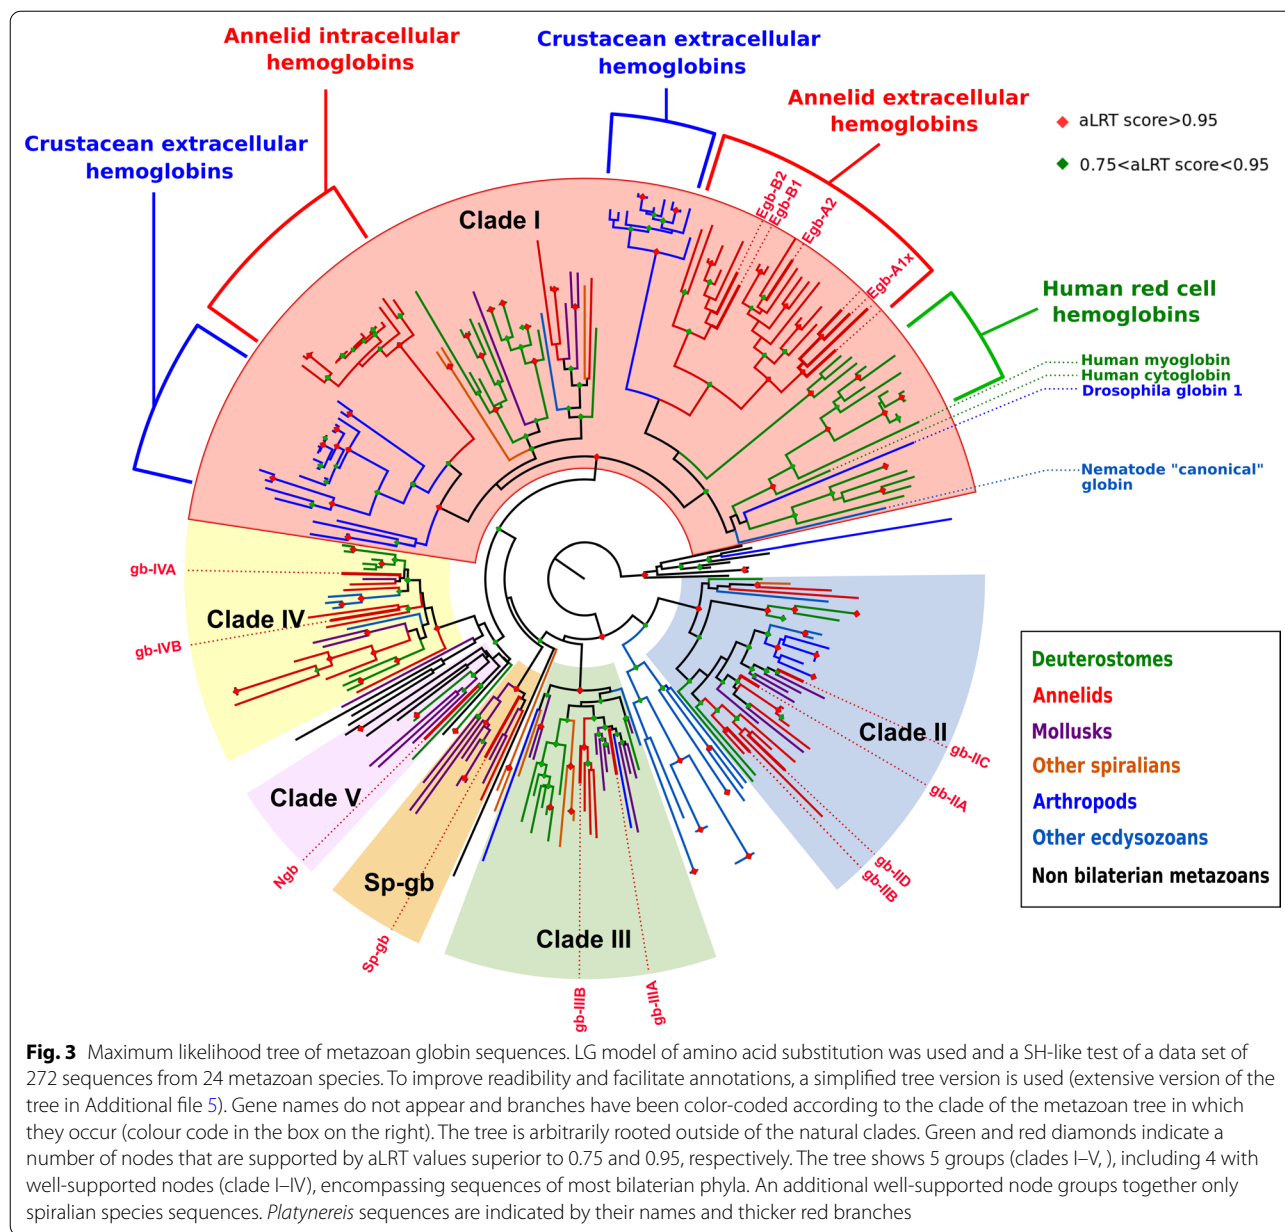 Annelid intracellular
hemoglobins
Crustacean extracellular
hemoglobins
Annelid extracellular
hemoglobins
aLRT score>0.95
0.75<aLRT score<0.95
Crustacean extracellular
hemoglobins
Clade I
Egb-B2
Egb-B1
Egb-A2
Egb-A1x
Human red cell
hemoglobins
Human myoglobin
Human cytoglobin
Drosophila globin 1
Nematode "canonical"
globin
gb-IVA
Clade IV
gb-IVB
Clade II
gb-IIC
gb-IIA
gb-IID
gb-IIB
Clade V
Ngb
Sp-gb
Sp-gb
Clade III
gb-IIIB
gb-IIIA
Deuterostomes
Annelids
Mollusks
Other spiralians
Arthropods
Other ecdysozoans
Non bilaterian metazoans
Fig. 3 Maximum likelihood tree of metazoan globin sequences. LG model of amino acid substitution was used and a SH-like test of a data set of
272 sequences from 24 metazoan species. To improve readibility and facilitate annotations, a simplified tree version is used (extensive version of the
tree in Additional file 5). Gene names do not appear and branches have been color-coded according to the clade of the metazoan tree in which
they occur (colour code in the box on the right). The tree is arbitrarily rooted outside of the natural clades. Green and red diamonds indicate a
number of nodes that are supported by aLRT values superior to 0.75 and 0.95, respectively. The tree shows 5 groups (clades I–V, ), including 4 with
well-supported nodes (clade I–IV), encompassing sequences of most bilaterian phyla. An additional well-supported node groups together only
spiralian species sequences. Platynereis sequences are indicated by their names and thicker red branches